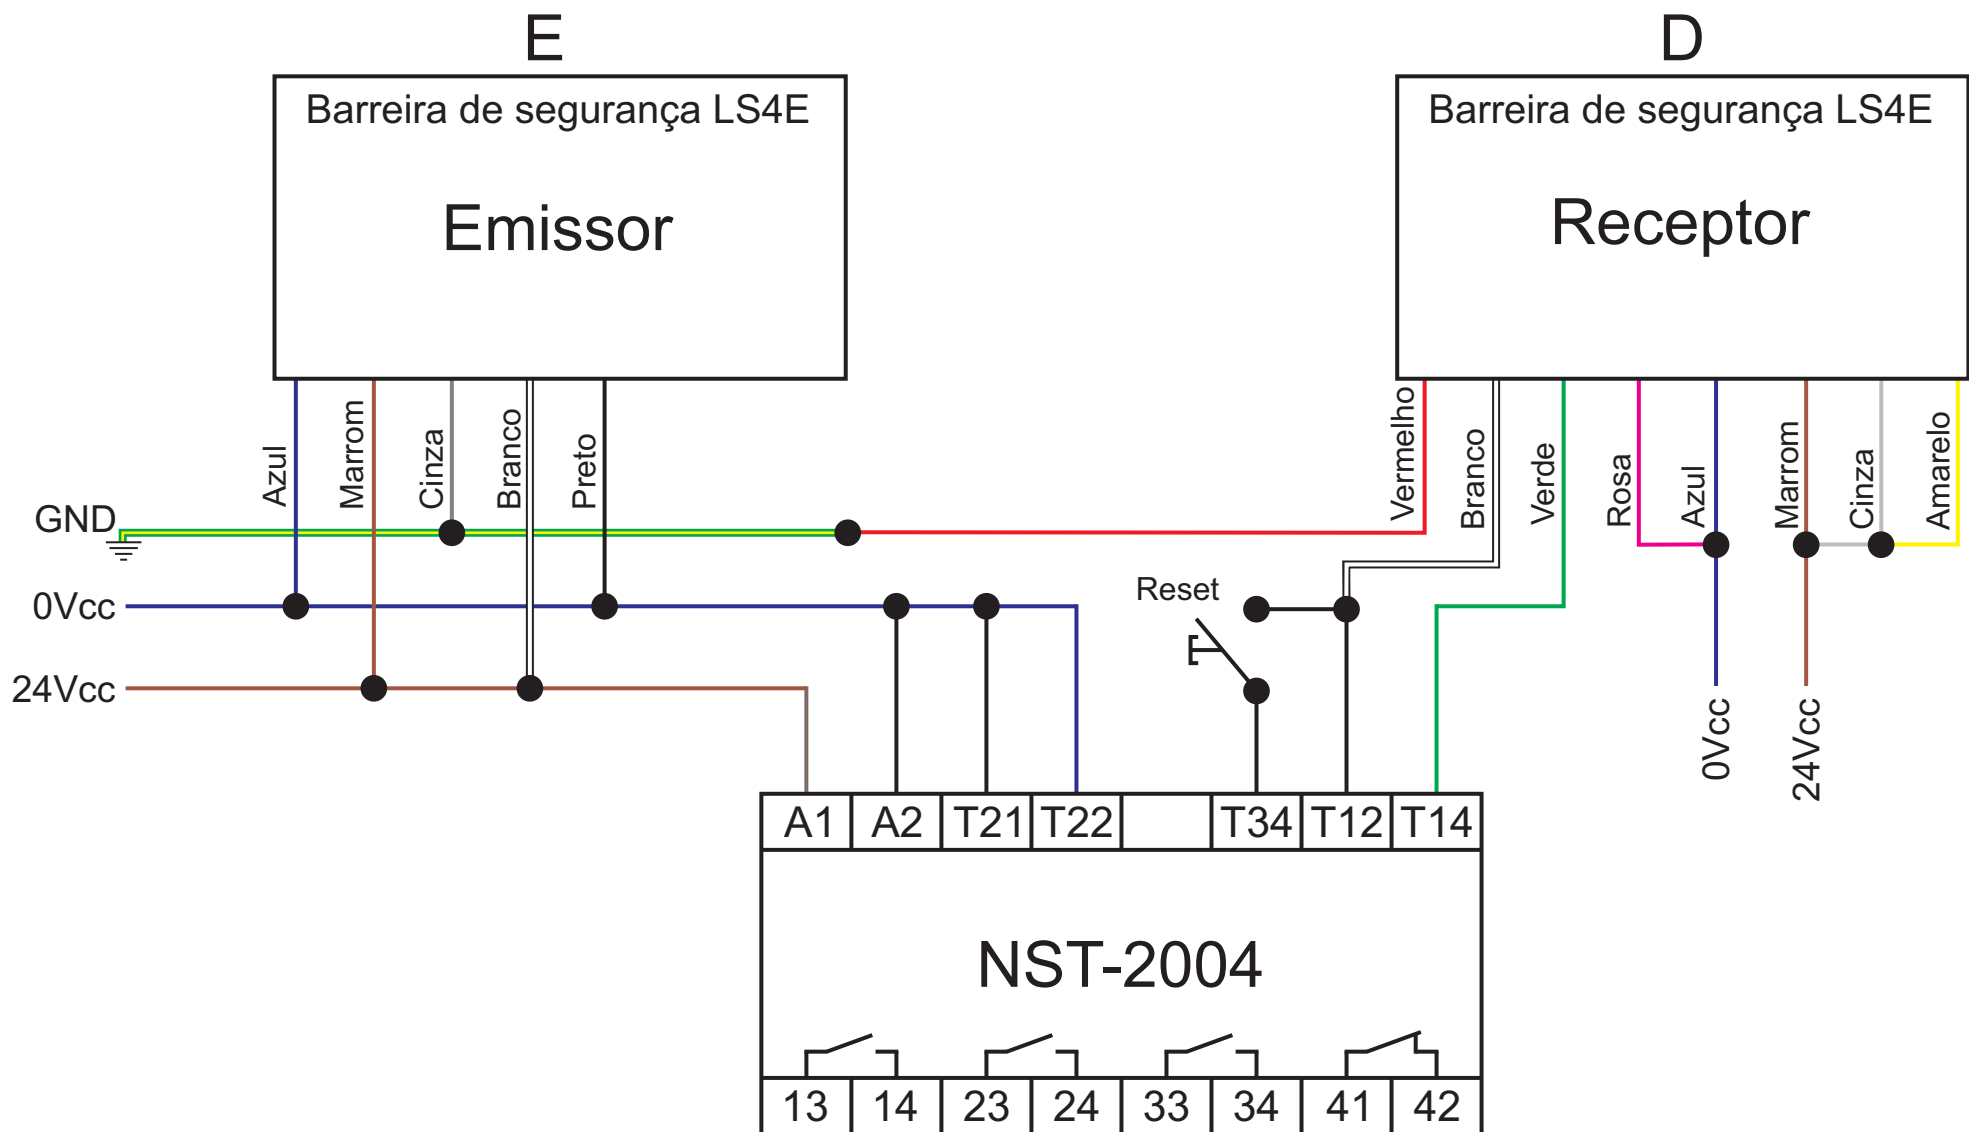 E
D
Barreira de segurança LS4E
Barreira de segurança LS4E
Emissor
Receptor
Azul
Marrom
Cinza
Branco
Preto
Vermelho
Branco
Verde
Rosa
Azul
Marrom
Cinza
Amarelo
GND
0Vcc
Reset
24Vcc
0Vcc
24Vcc
A1 A2 T21 T22 T34 T12 T14
NST-2004
13 14 23 24 33 34 41 42